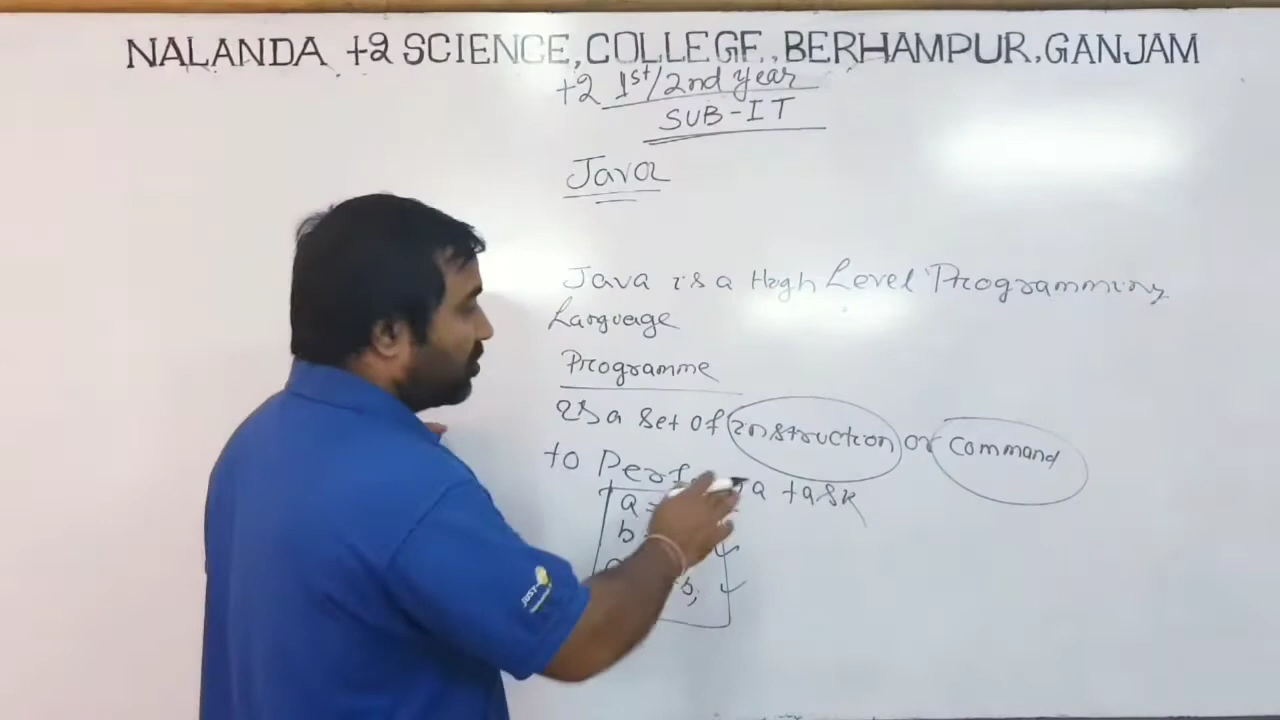 NALANDA +2 SCIENCE, COLLEGE, BERHAMPUR, GANJAM
+2 1st/2nd year
SUB-IT
Java
Java is a High Level Programming
Language
Programme
is a set of instruction or command
to a task
a =
b
b;
JUST